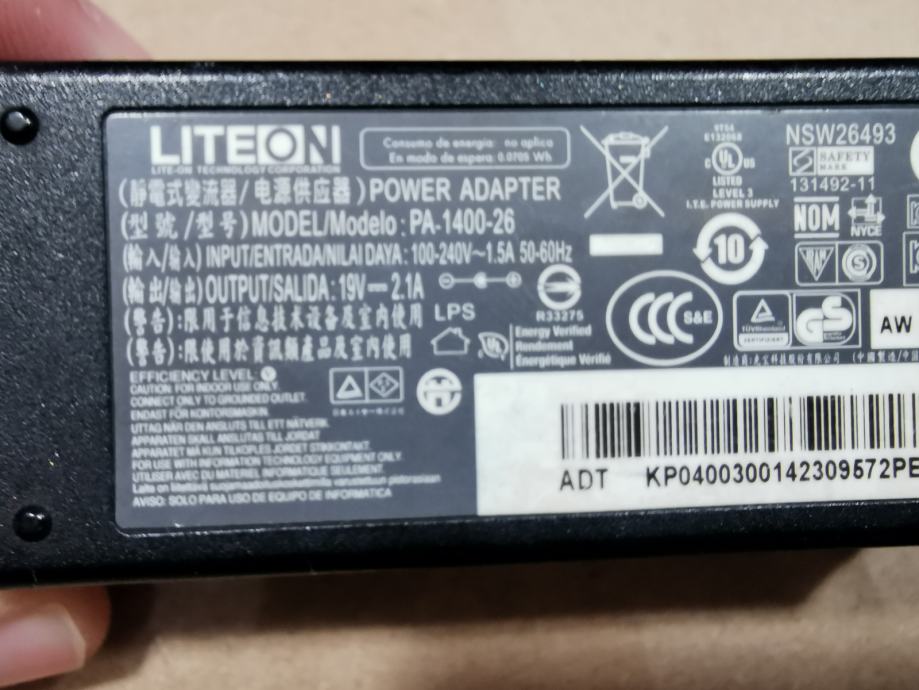 LITEON
LITE-ON TECHNOLOGY CORPORATION
Consumo de energia: no aplica
En modo de espera: 0.0705 Wh
(靜電式變流器/电源供应器) POWER ADAPTER
(型號/型号) MODEL/Modelo: PA-1400-26
(輸入/输入) INPUT/ENTRADA/NILAI DAYA: 100-240V~1.5A 50-60Hz
(輸出/输出) OUTPUT/SALIDA: 19V 2.1A
(警告):限用于信息技术设备及室内使用
(警告):限使用於資訊類產品及室内使用
LPS
EFFICIENCY LEVEL: V
CAUTION: FOR INDOOR USE ONLY.
CONNECT ONLY TO GROUNDED OUTLET.
ENDAST FÖR KONTORSMASKIN.
UTTAG NÄR DEN ANSLUTS TILL ETT NÄTVERK.
APPARATEN SKALL ANSLUTAS TILL JORDAT
APPARATET MÅ KUN TILKOPLES JORDET STIKKONTAKT.
FOR USE WITH INFORMATION TECHNOLOGY EQUIPMENT ONLY.
UTILISER AVEC DU MATERIEL INFORMATIQUE SEULEMENT.
AVISO: SOLO PARA USO DE EQUIPO DE INFORMATICA
R33275
Energy Verified
Rendement
Énergétique Vérifié
E132068
UL
C US
LISTED
LEVEL 3
I.T.E. POWER SUPPLY
10
CCC S&E
NSW26493
SAFETY
MARK
131492-11
NOM
NYCE
TÜVRheinland
CERTIFIED
GS
AW
ADT KP0400300142309572PE